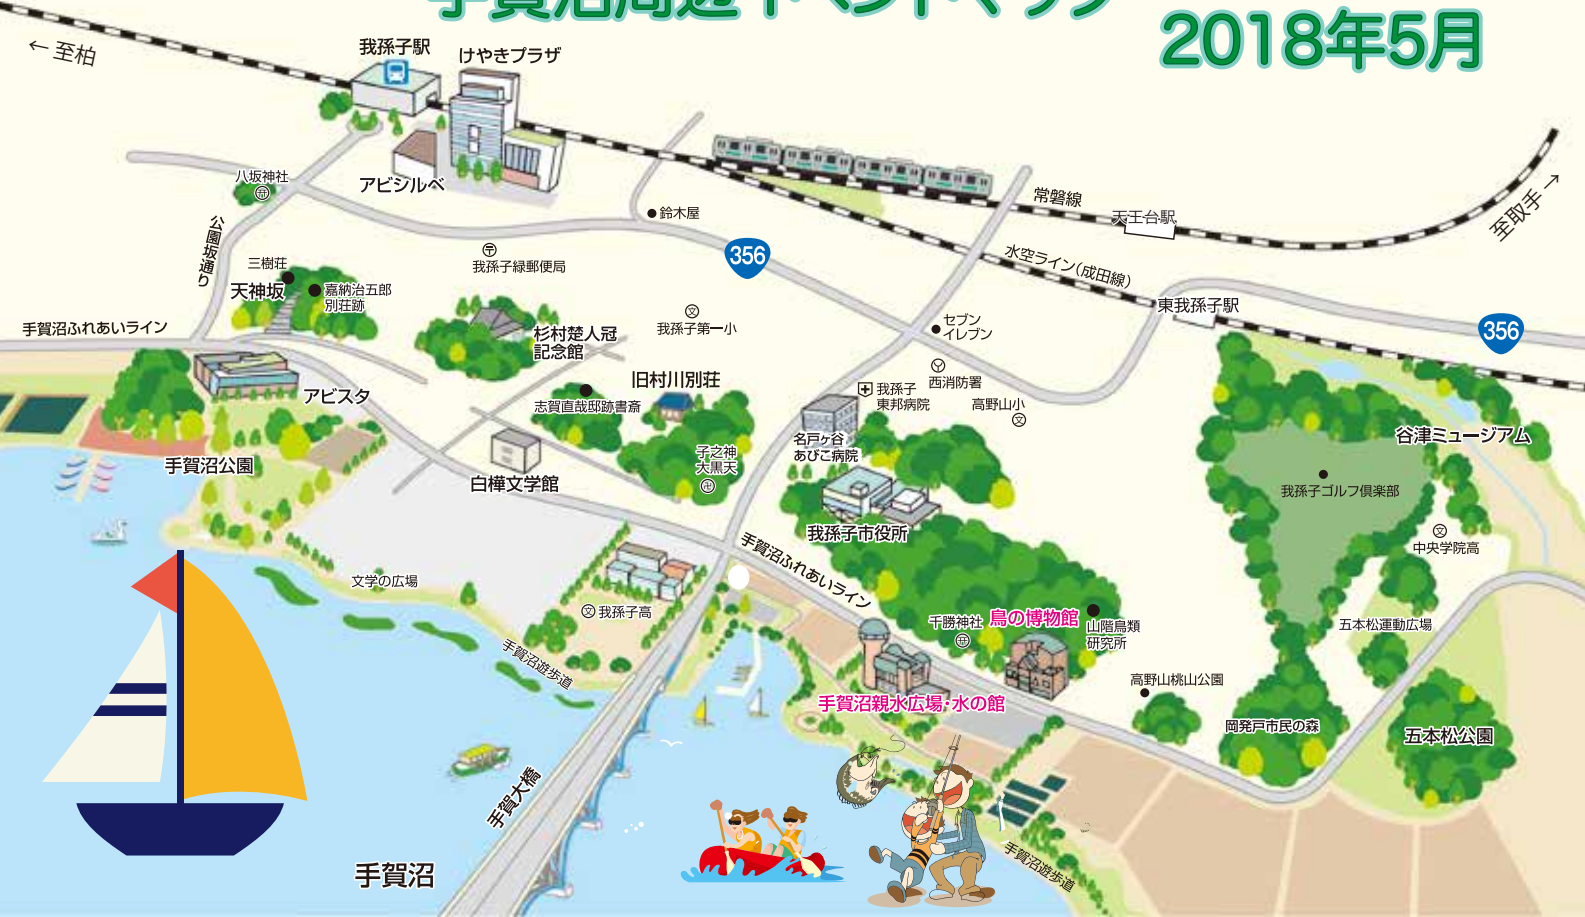 手賀沼周辺イベントマップ
2018年5月
←至柏
我孫子駅
けやきプラザ
アビシルベ
八坂神社
公園坂通り
鈴木屋
常磐線
天王台駅
至取手→
三樹荘
天神坂
嘉納治五郎
別荘跡
我孫子緑郵便局
356
水空ライン(成田線)
東我孫子駅
356
手賀沼ふれあいライン
杉村楚人冠
記念館
我孫子第一小
セブン
イレブン
西消防署
アビスタ
旧村川別荘
志賀直哉邸跡書斎
我孫子
東邦病院
高野山小
手賀沼公園
白樺文学館
子之神
大黒天
名戸ヶ谷
あびこ病院
谷津ミュージアム
我孫子ゴルフ倶楽部
我孫子市役所
中央学院高
文学の広場
我孫子高
手賀沼ふれあいライン
千勝神社
鳥の博物館
山階鳥類
研究所
五本松運動広場
手賀沼遊歩道
高野山桃山公園
手賀沼親水広場・水の館
岡発戸市民の森
五本松公園
手賀大橋
手賀沼
手賀沼遊歩道